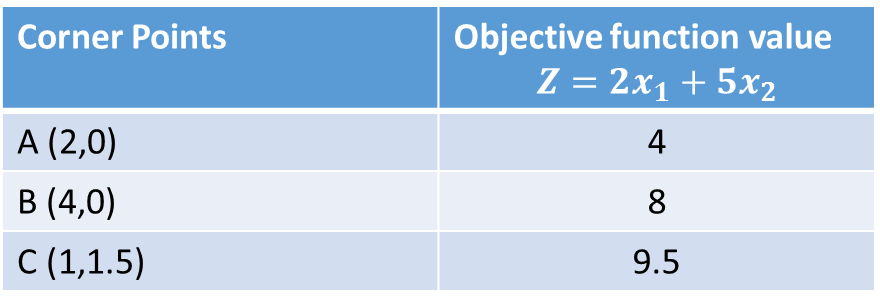 Corner Points
Objective function value
Z = 2x₁ + 5x₂
A (2,0)
4
B (4,0)
8
C (1,1.5)
9.5